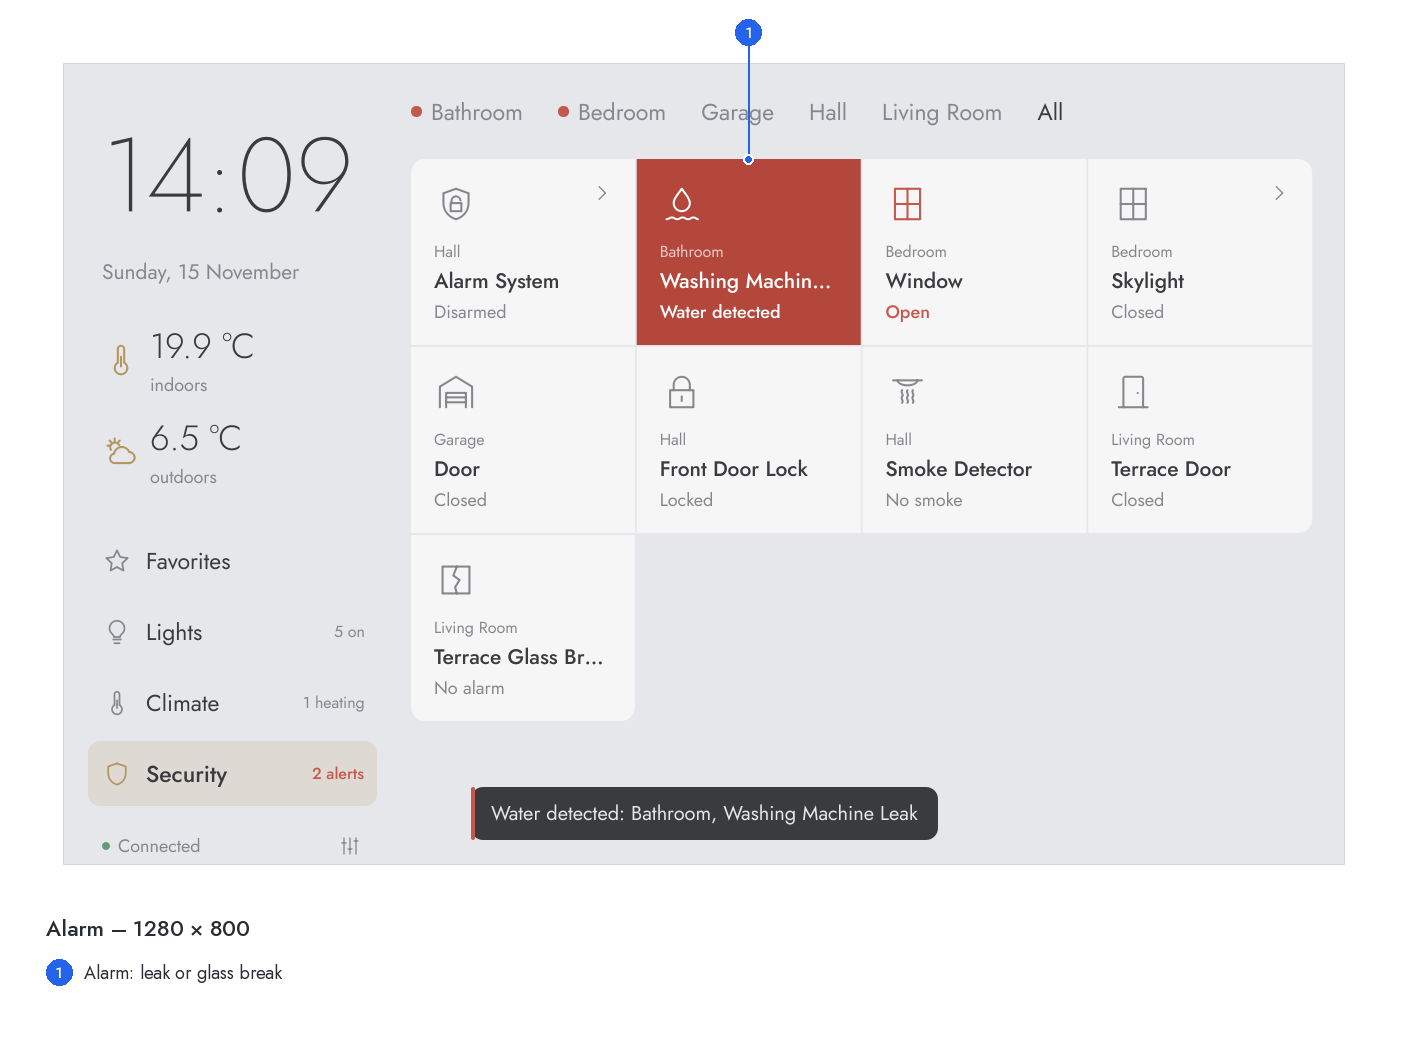 1
Bathroom Bedroom Garage Hall Living Room All
14:09
Sunday, 15 November
19.9 °C
indoors
6.5 °C
outdoors
Favorites
Lights 5 on
Climate 1 heating
Security 2 alerts
Connected
Hall
Alarm System
Disarmed
Bathroom
Washing Machin...
Water detected
Bedroom
Window
Open
Bedroom
Skylight
Closed
Garage
Door
Closed
Hall
Front Door Lock
Locked
Hall
Smoke Detector
No smoke
Living Room
Terrace Door
Closed
Living Room
Terrace Glass Br...
No alarm
Water detected: Bathroom, Washing Machine Leak
Alarm – 1280 × 800
1 Alarm: leak or glass break